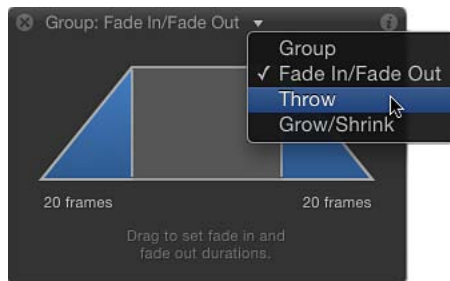 Group: Fade In/Fade Out
Group
✓ Fade In/Fade Out
Throw
Grow/Shrink
20 frames
20 frames
Drag to set fade in and
fade out durations.